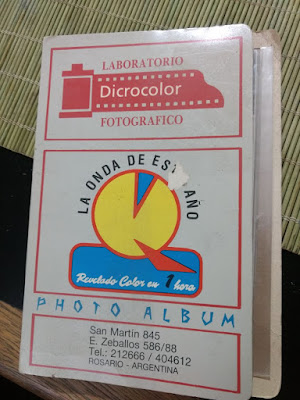 LABORATORIO
Dicrocolor
FOTOGRAFICO
LA ONDA DE AÑO
Revelado Color en 1 hora
PHOTO ALBUM
San Martín 845
E. Zeballos 586/88
Tel.: 212666 / 404612
ROSARIO - ARGENTINA